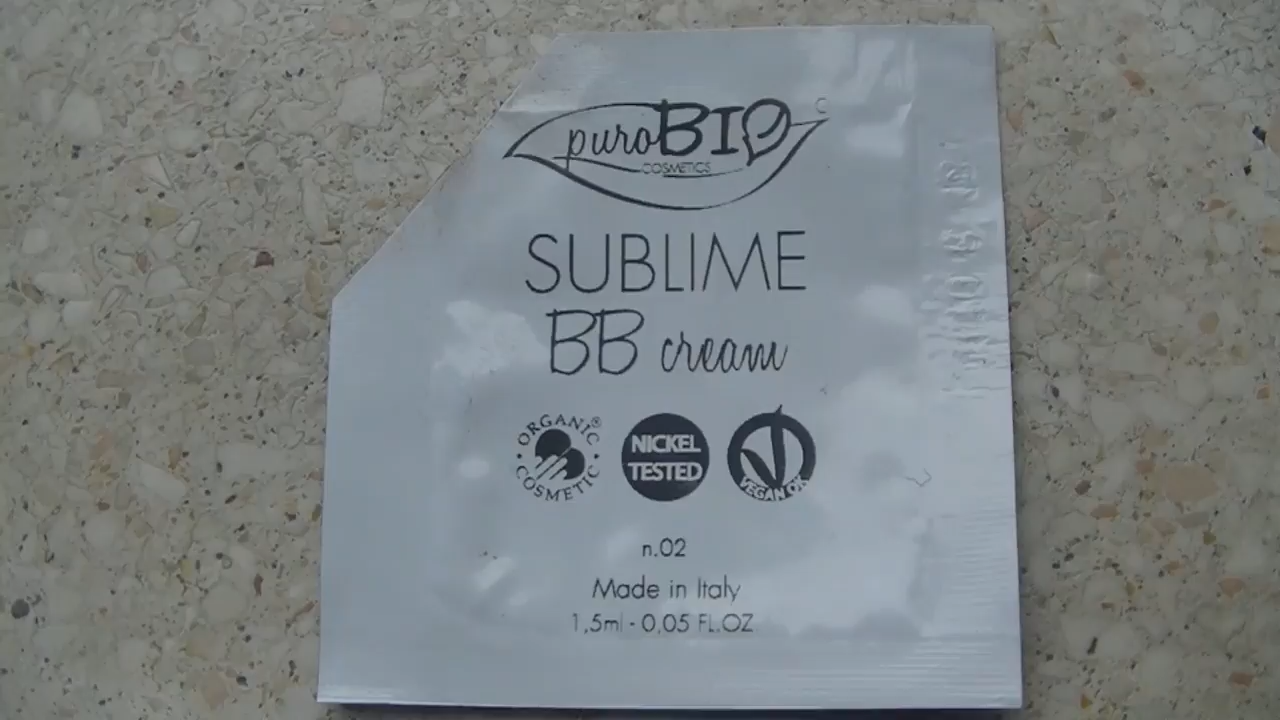 puroBIO
COSMETICS
SUBLIME
BB cream
ORGANIC®
COSMETIC
NICKEL
TESTED
VEGAN OK
n.02
Made in Italy
1,5ml - 0,05 FL.OZ